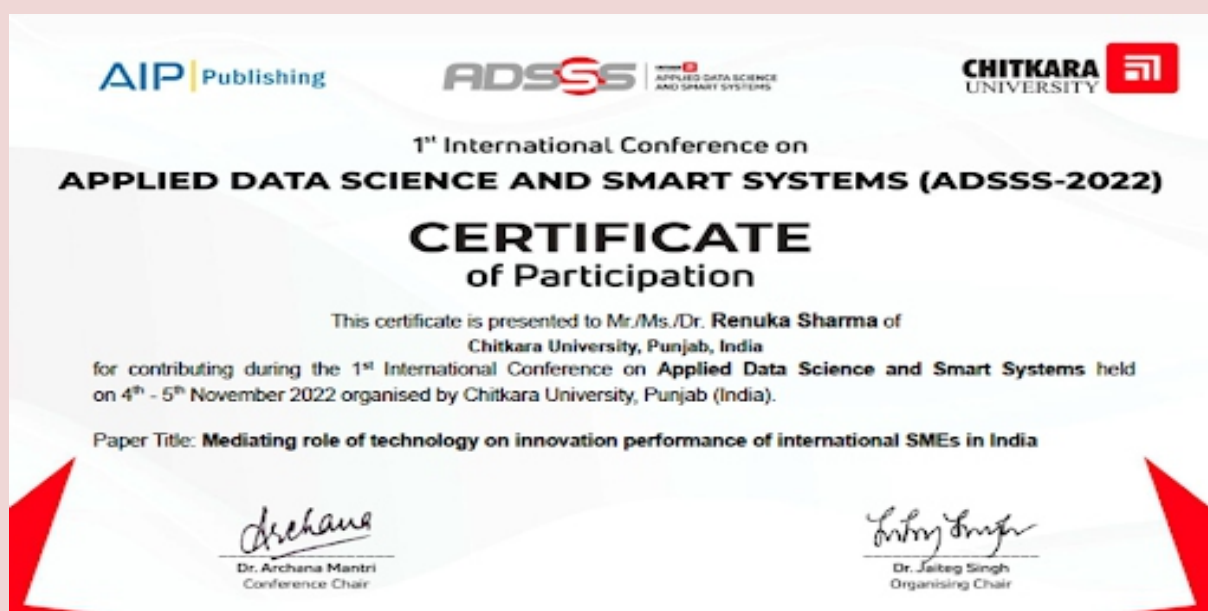 AIP Publishing
ADSSS APPLIED DATA SCIENCE
AND SMART SYSTEMS
CHITKARA
UNIVERSITY
1st International Conference on
APPLIED DATA SCIENCE AND SMART SYSTEMS (ADSSS-2022)
CERTIFICATE
of Participation
This certificate is presented to Mr./Ms./Dr. Renuka Sharma of
Chitkara University, Punjab, India
for contributing during the 1st International Conference on Applied Data Science and Smart Systems held
on 4th - 5th November 2022 organised by Chitkara University, Punjab (India).
Paper Title: Mediating role of technology on innovation performance of international SMEs in India
Archana
Dr. Archana Mantri
Conference Chair
Dr. Jaiteg Singh
Organising Chair